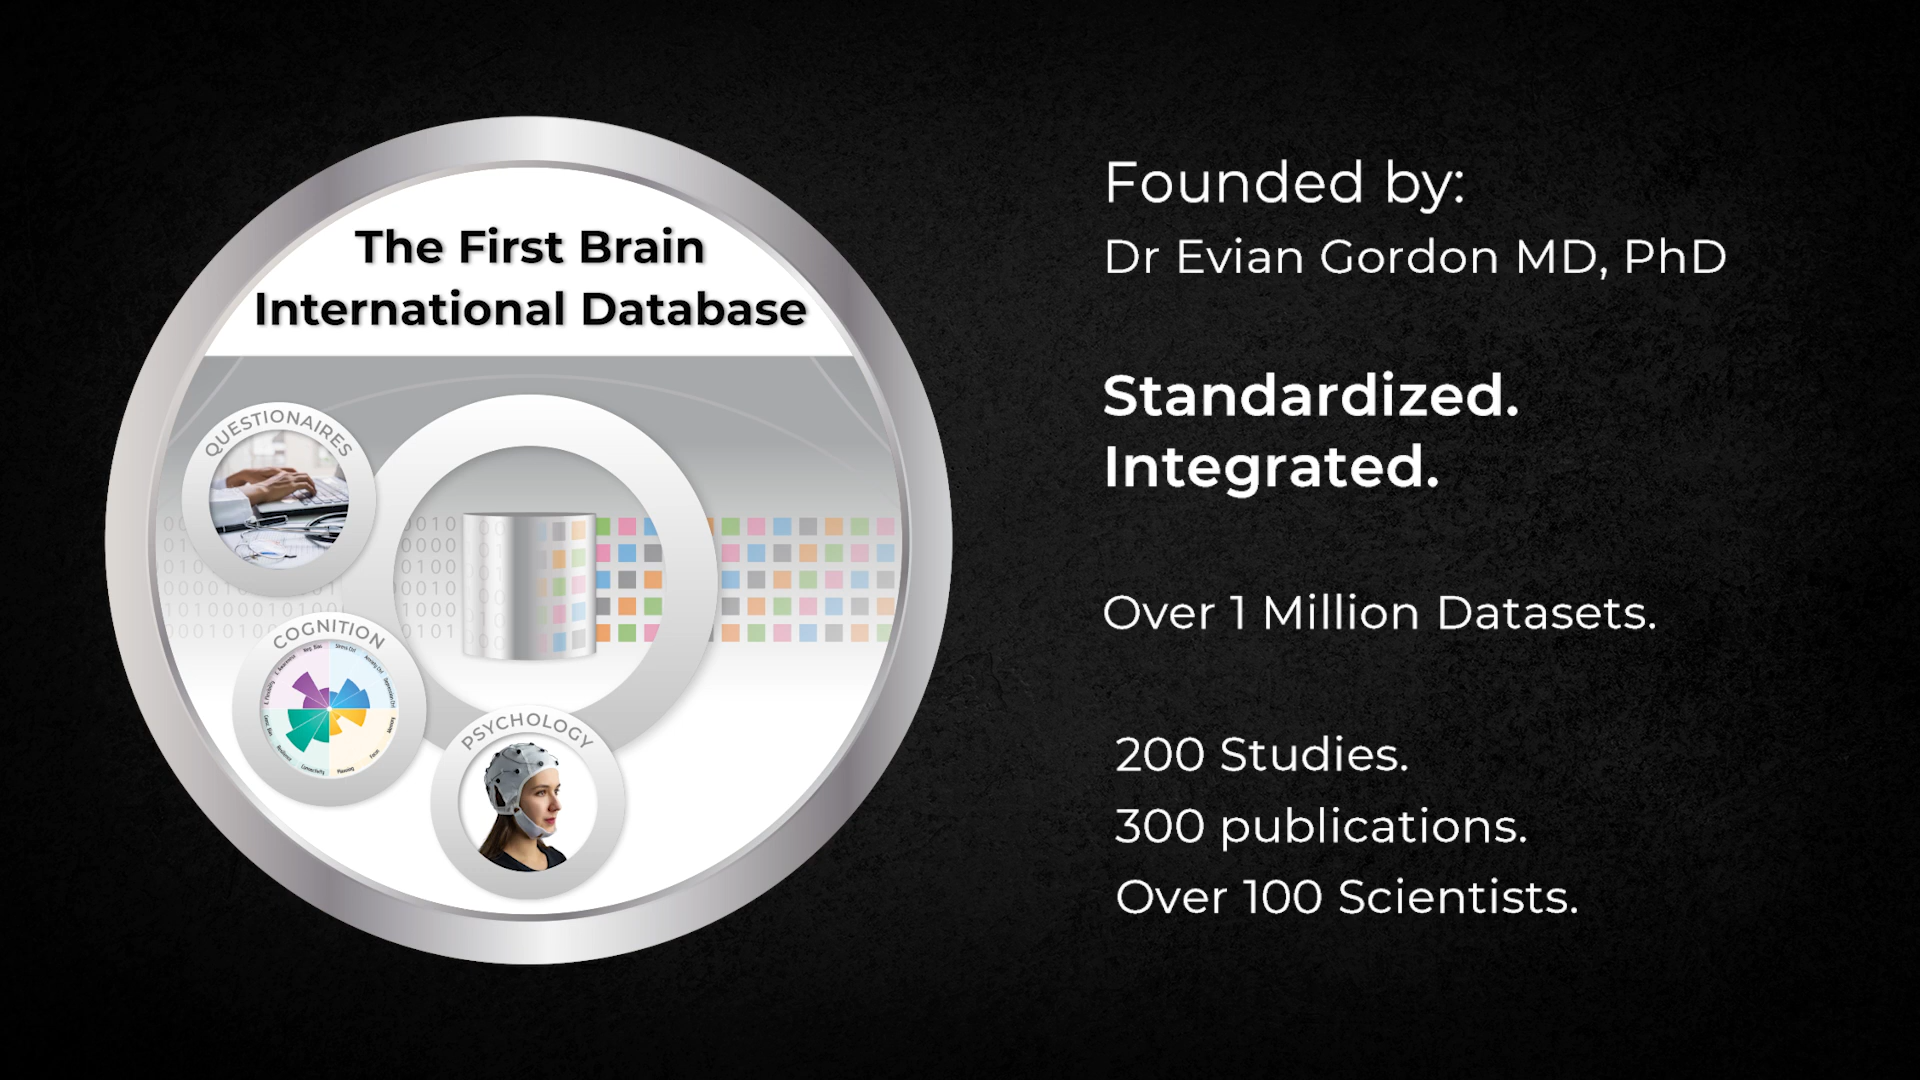 The First Brain
International Database
QUESTIONAIRES
COGNITION
PSYCHOLOGY
Founded by:
Dr Evian Gordon MD, PhD
Standardized.
Integrated.
Over 1 Million Datasets.
200 Studies.
300 publications.
Over 100 Scientists.